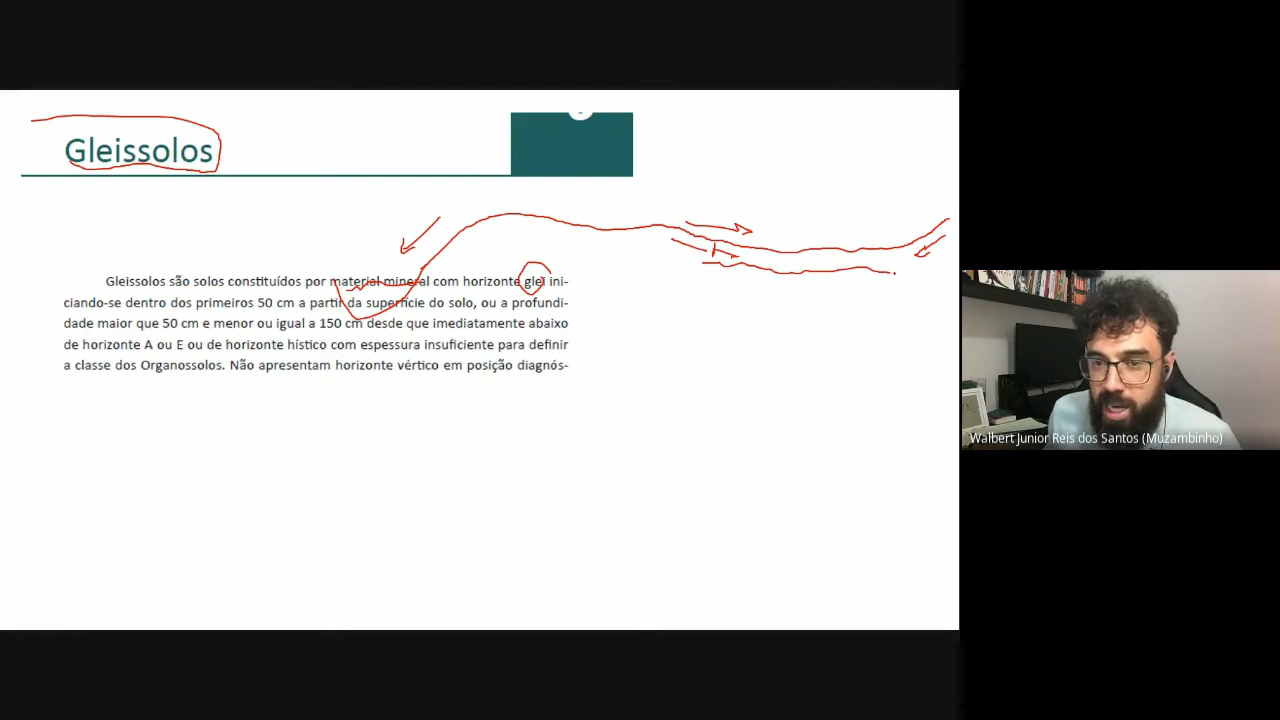 Gleissolos
Gleissolos são solos constituídos por material mineral com horizonte glei ini-
ciando-se dentro dos primeiros 50 cm a partir da superfície do solo, ou a profundi-
dade maior que 50 cm e menor ou igual a 150 cm desde que imediatamente abaixo
de horizonte A ou E ou de horizonte hístico com espessura insuficiente para definir
a classe dos Organossolos. Não apresentam horizonte vértico em posição diagnós-
Walbert Junior Reis dos Santos (Muzambinho)